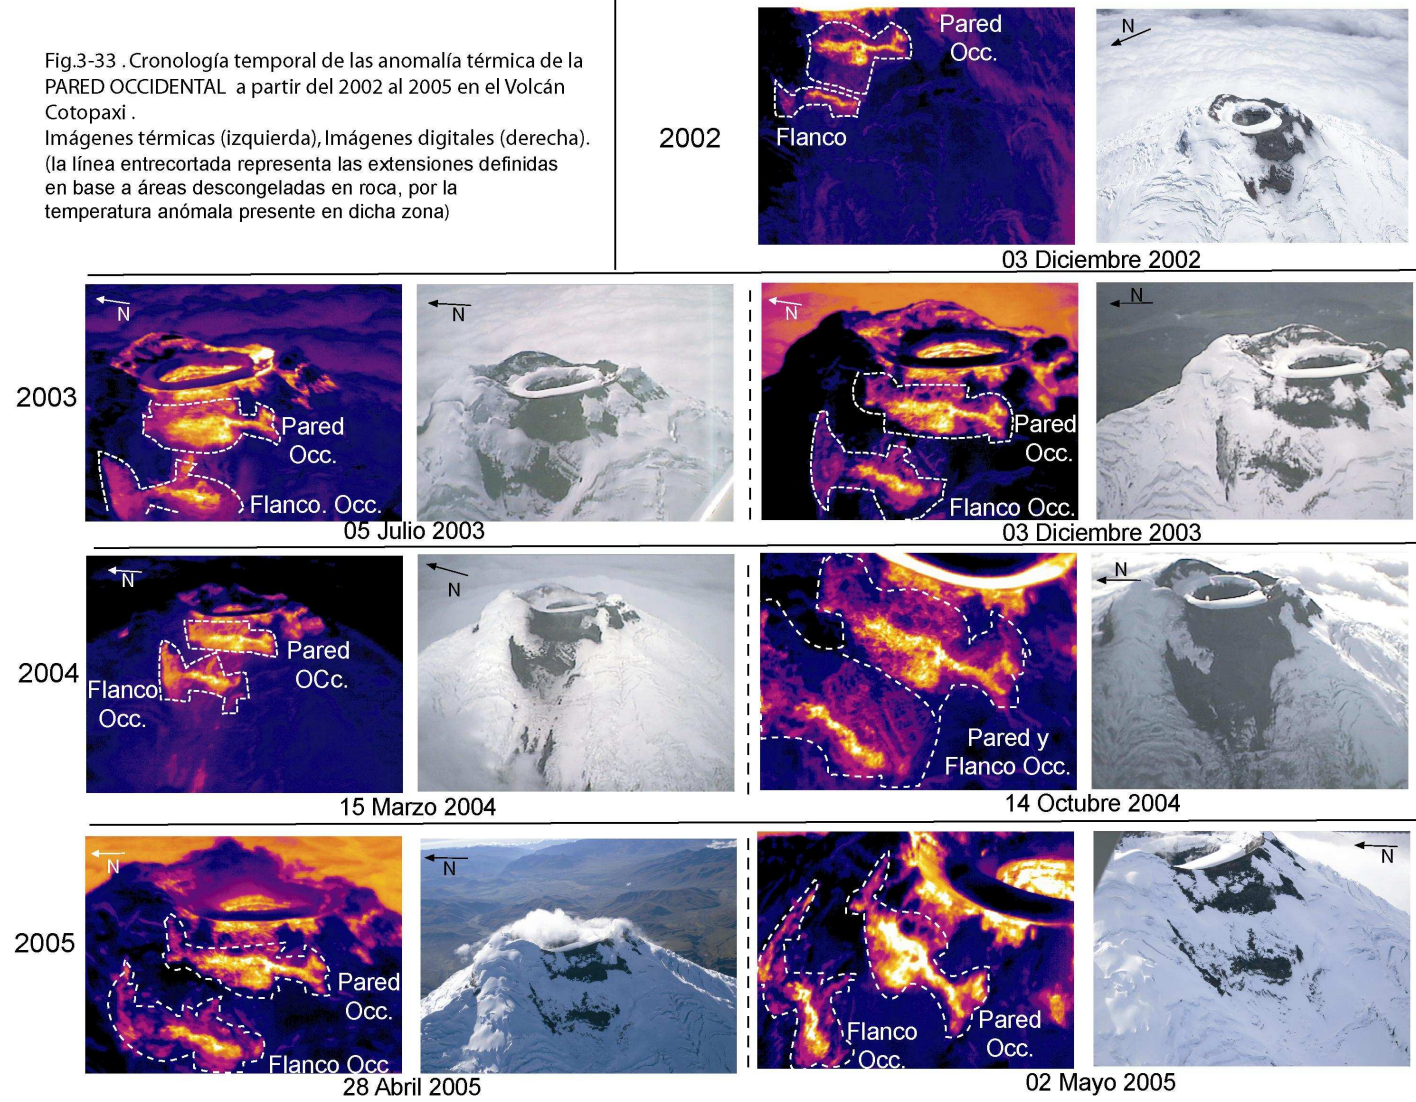 Fig.3-33 . Cronología temporal de las anomalía térmica de la
PARED OCCIDENTAL a partir del 2002 al 2005 en el Volcán
Cotopaxi .
Imágenes térmicas (izquierda), Imágenes digitales (derecha).
(la línea entrecortada representa las extensiones definidas
en base a áreas descongeladas en roca, por la
temperatura anómala presente en dicha zona)
2002
Pared
Occ.
Flanco
N
03 Diciembre 2002
2003
N
Pared
Occ.
Flanco. Occ.
N
05 Julio 2003
N
Pared
Occ.
Flanco Occ.
N
03 Diciembre 2003
2004
N
Pared
OCc.
Flanco
Occ.
N
15 Marzo 2004
Pared y
Flanco Occ.
N
14 Octubre 2004
2005
N
Pared
Occ.
Flanco Occ
N
28 Abril 2005
Flanco
Occ.
Pared
Occ.
N
02 Mayo 2005